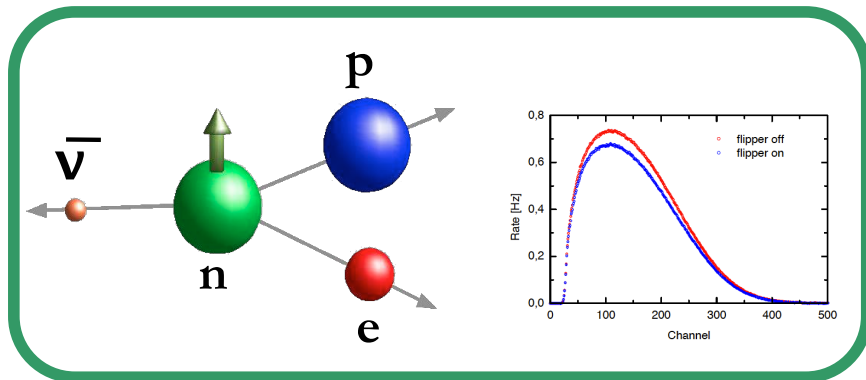 p
ν̅
n
e
flipper off
flipper on
Rate [Hz]
0,8
0,6
0,4
0,2
0,0
0 100 200 300 400 500
Channel